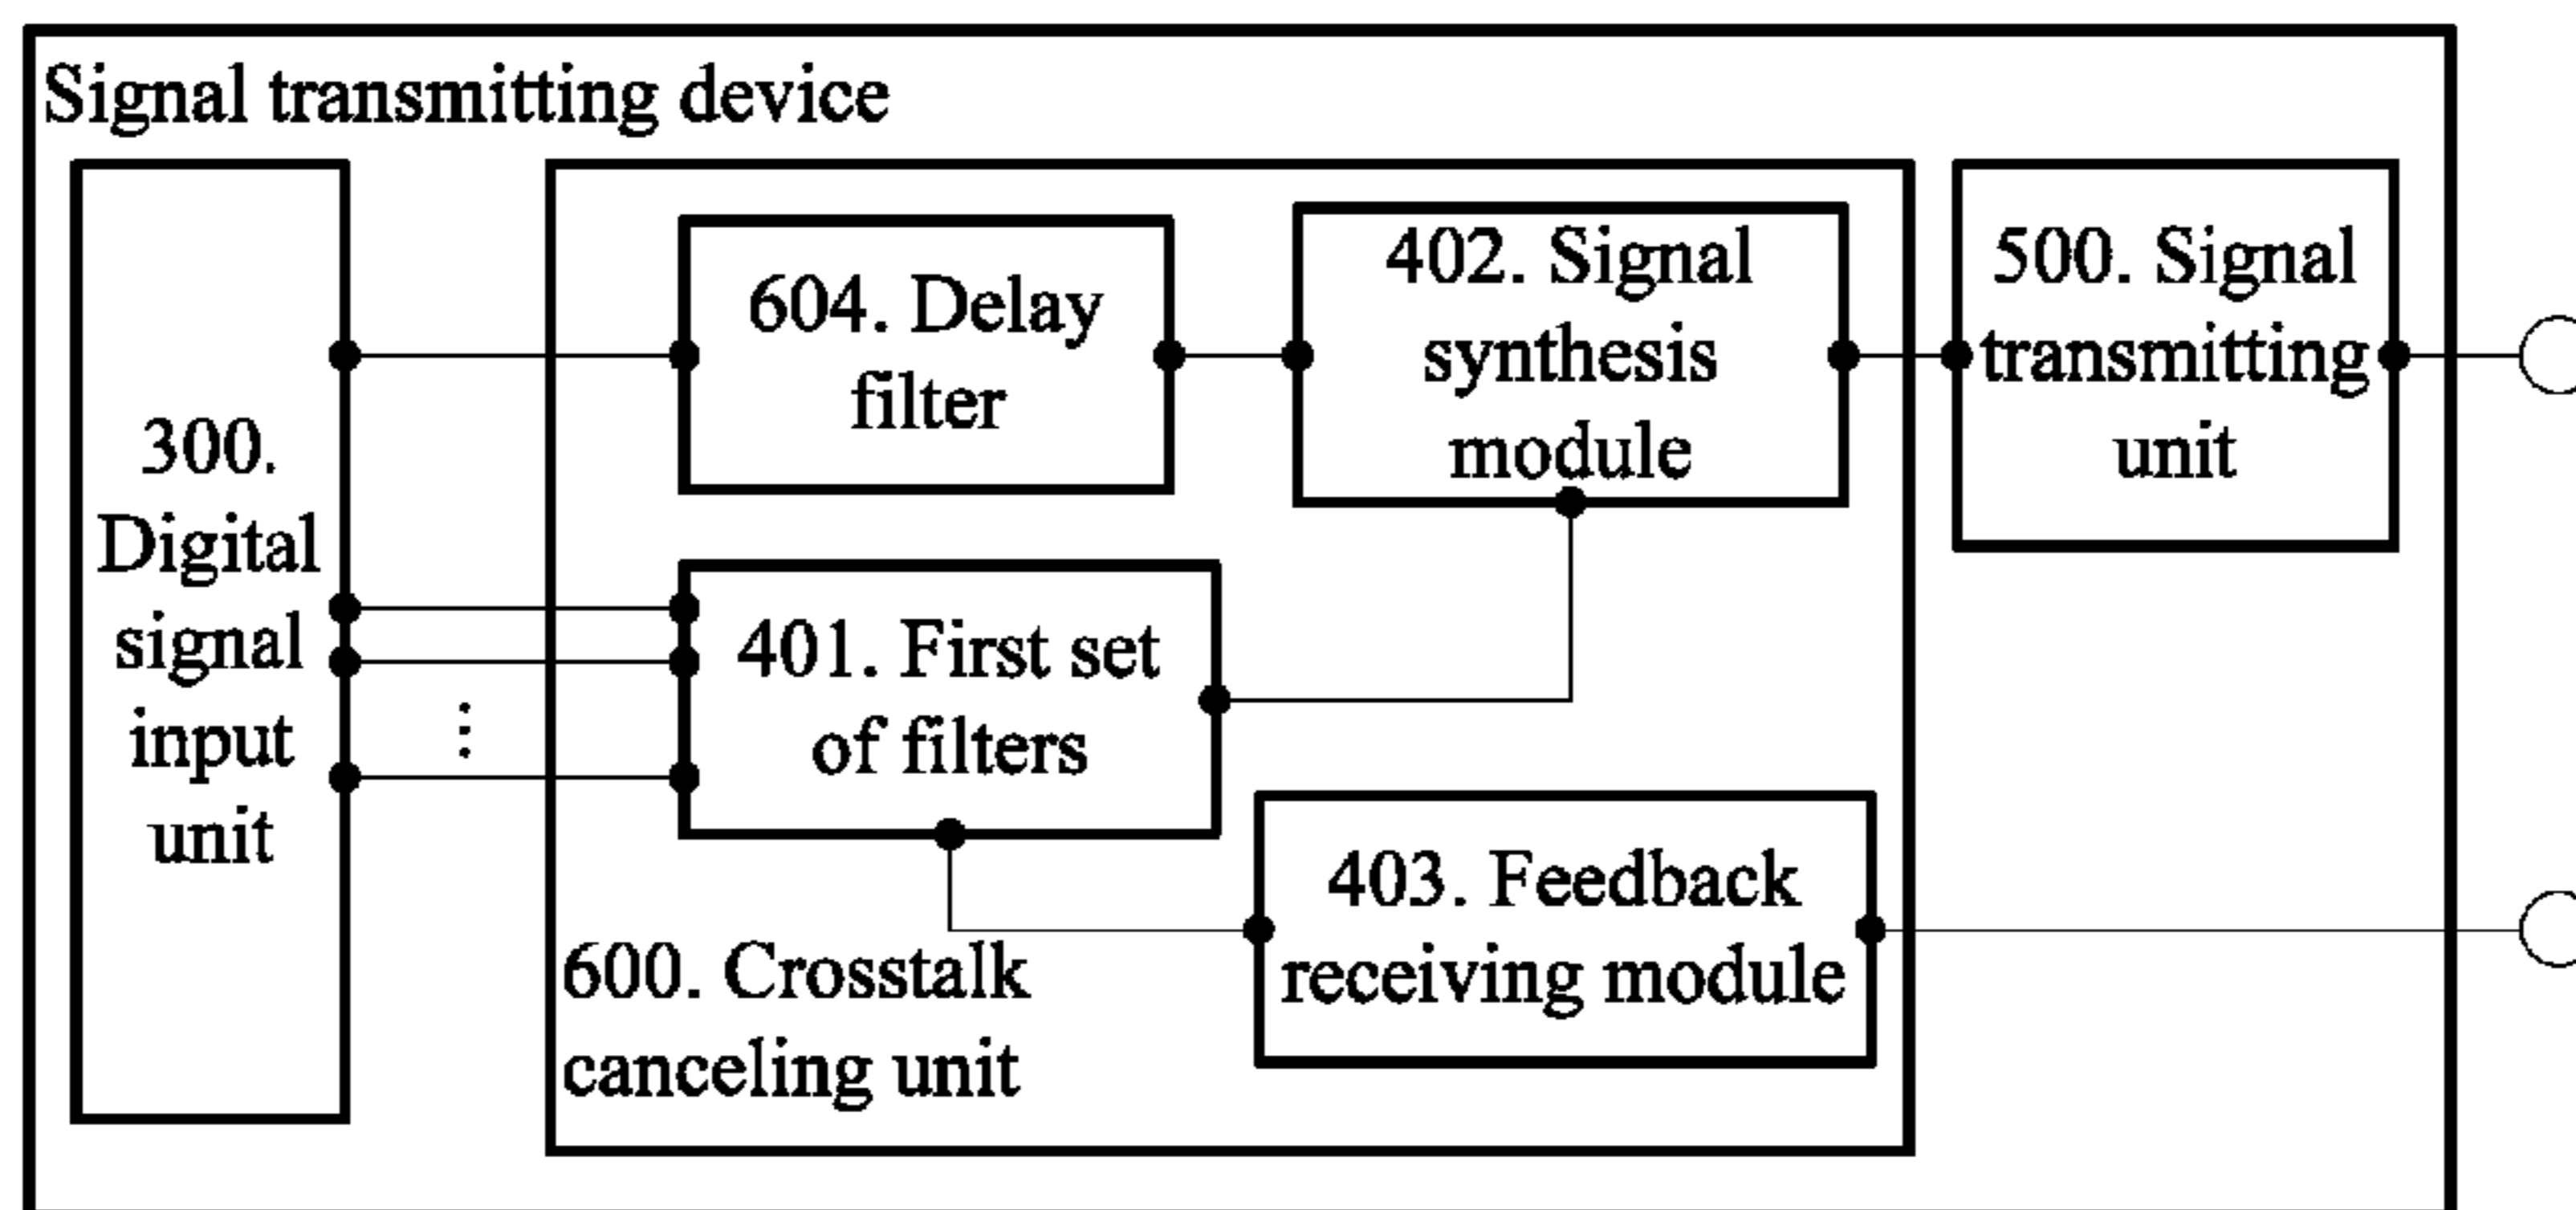 Signal transmitting device
300.
Digital
signal
input
unit
604. Delay
filter
402. Signal
synthesis
module
500. Signal
transmitting
unit
401. First set
of filters
403. Feedback
receiving module
600. Crosstalk
canceling unit